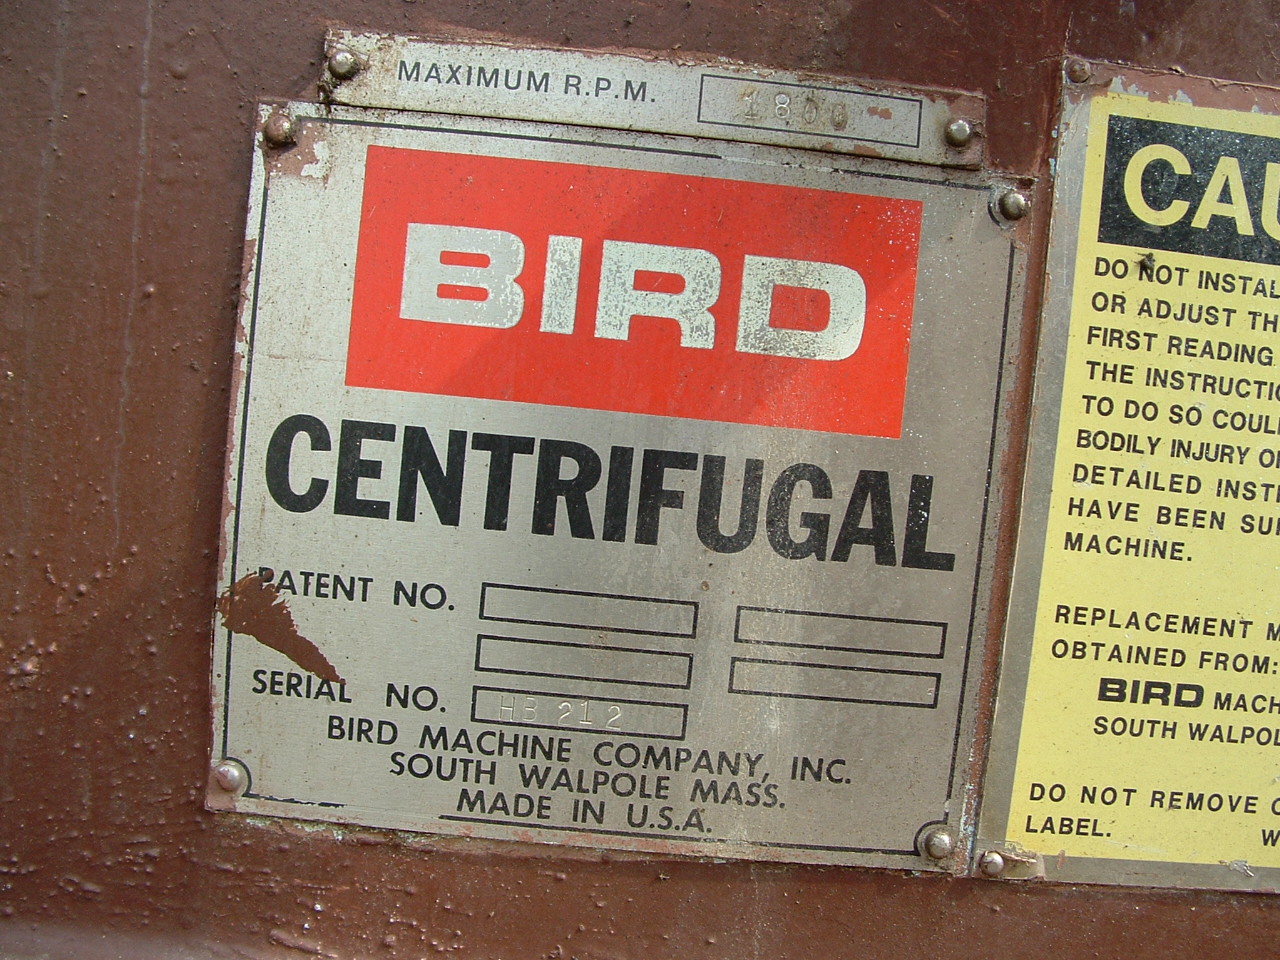 MAXIMUM R.P.M. 1800
BIRD
CENTRIFUGAL
PATENT NO.
SERIAL NO. HB 212
BIRD MACHINE COMPANY, INC.
SOUTH WALPOLE MASS.
MADE IN U.S.A.
CAU
DO NOT INSTAL
OR ADJUST TH
FIRST READING
THE INSTRUCTIO
TO DO SO COUL
BODILY INJURY O
DETAILED INST
HAVE BEEN SU
MACHINE.
REPLACEMENT M
OBTAINED FROM:
BIRD MACH
SOUTH WALPOL
DO NOT REMOVE O
LABEL. W